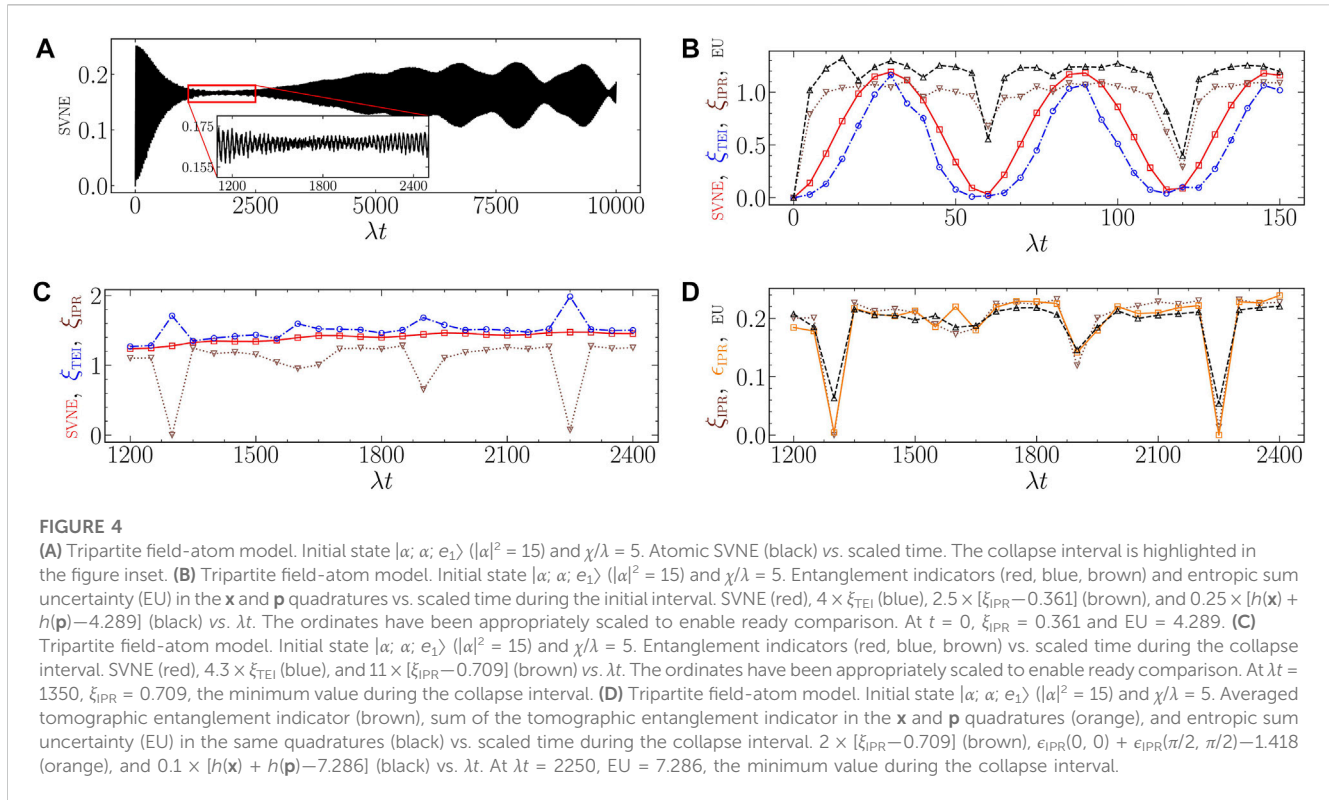 A
SVNE
0.2
0.1
0.0
0.175
0.155
1200
1800
2400
0
2500
5000
7500
10000
λt
B
SVNE, ξTEI, ξIPR, EU
1.0
0.5
0.0
0
50
100
150
λt
C
SVNE, ξTEI, ξIPR
2
1
0
1200
1500
1800
2100
2400
λt
D
ξIPR, ϵIPR, EU
0.2
0.1
0.0
1200
1500
1800
2100
2400
λt
FIGURE 4
(A) Tripartite field-atom model. Initial state |α; α; e₁⟩ (|α|² = 15) and χ/λ = 5. Atomic SVNE (black) vs. scaled time. The collapse interval is highlighted in
the figure inset. (B) Tripartite field-atom model. Initial state |α; α; e₁⟩ (|α|² = 15) and χ/λ = 5. Entanglement indicators (red, blue, brown) and entropic sum
uncertainty (EU) in the x and p quadratures vs. scaled time during the initial interval. SVNE (red), 4 × ξTEI (blue), 2.5× [ξIPR−0.361] (brown), and 0.25× [h(x) +
h(p)−4.289] (black) vs. λt. The ordinates have been appropriately scaled to enable ready comparison. At t = 0, ξIPR = 0.361 and EU = 4.289. (C)
Tripartite field-atom model. Initial state |α; α; e₁⟩ (|α|² = 15) and χ/λ = 5. Entanglement indicators (red, blue, brown) vs. scaled time during the collapse
interval. SVNE (red), 4.3× ξTEI (blue), and 11× [ξIPR−0.709] (brown) vs. λt. The ordinates have been appropriately scaled to enable ready comparison. At λt =
1350, ξIPR = 0.709, the minimum value during the collapse interval. (D) Tripartite field-atom model. Initial state |α; α; e₁⟩ (|α|² = 15) and χ/λ = 5. Averaged
tomographic entanglement indicator (brown), sum of the tomographic entanglement indicator in the x and p quadratures (orange), and entropic sum
uncertainty (EU) in the same quadratures (black) vs. scaled time during the collapse interval. 2 × [ξIPR−0.709] (brown), ϵIPR(0, 0) + ϵIPR(π/2, π/2)−1.418
(orange), and 0.1 × [h(x) + h(p)−7.286] (black) vs. λt. At λt = 2250, EU = 7.286, the minimum value during the collapse interval.